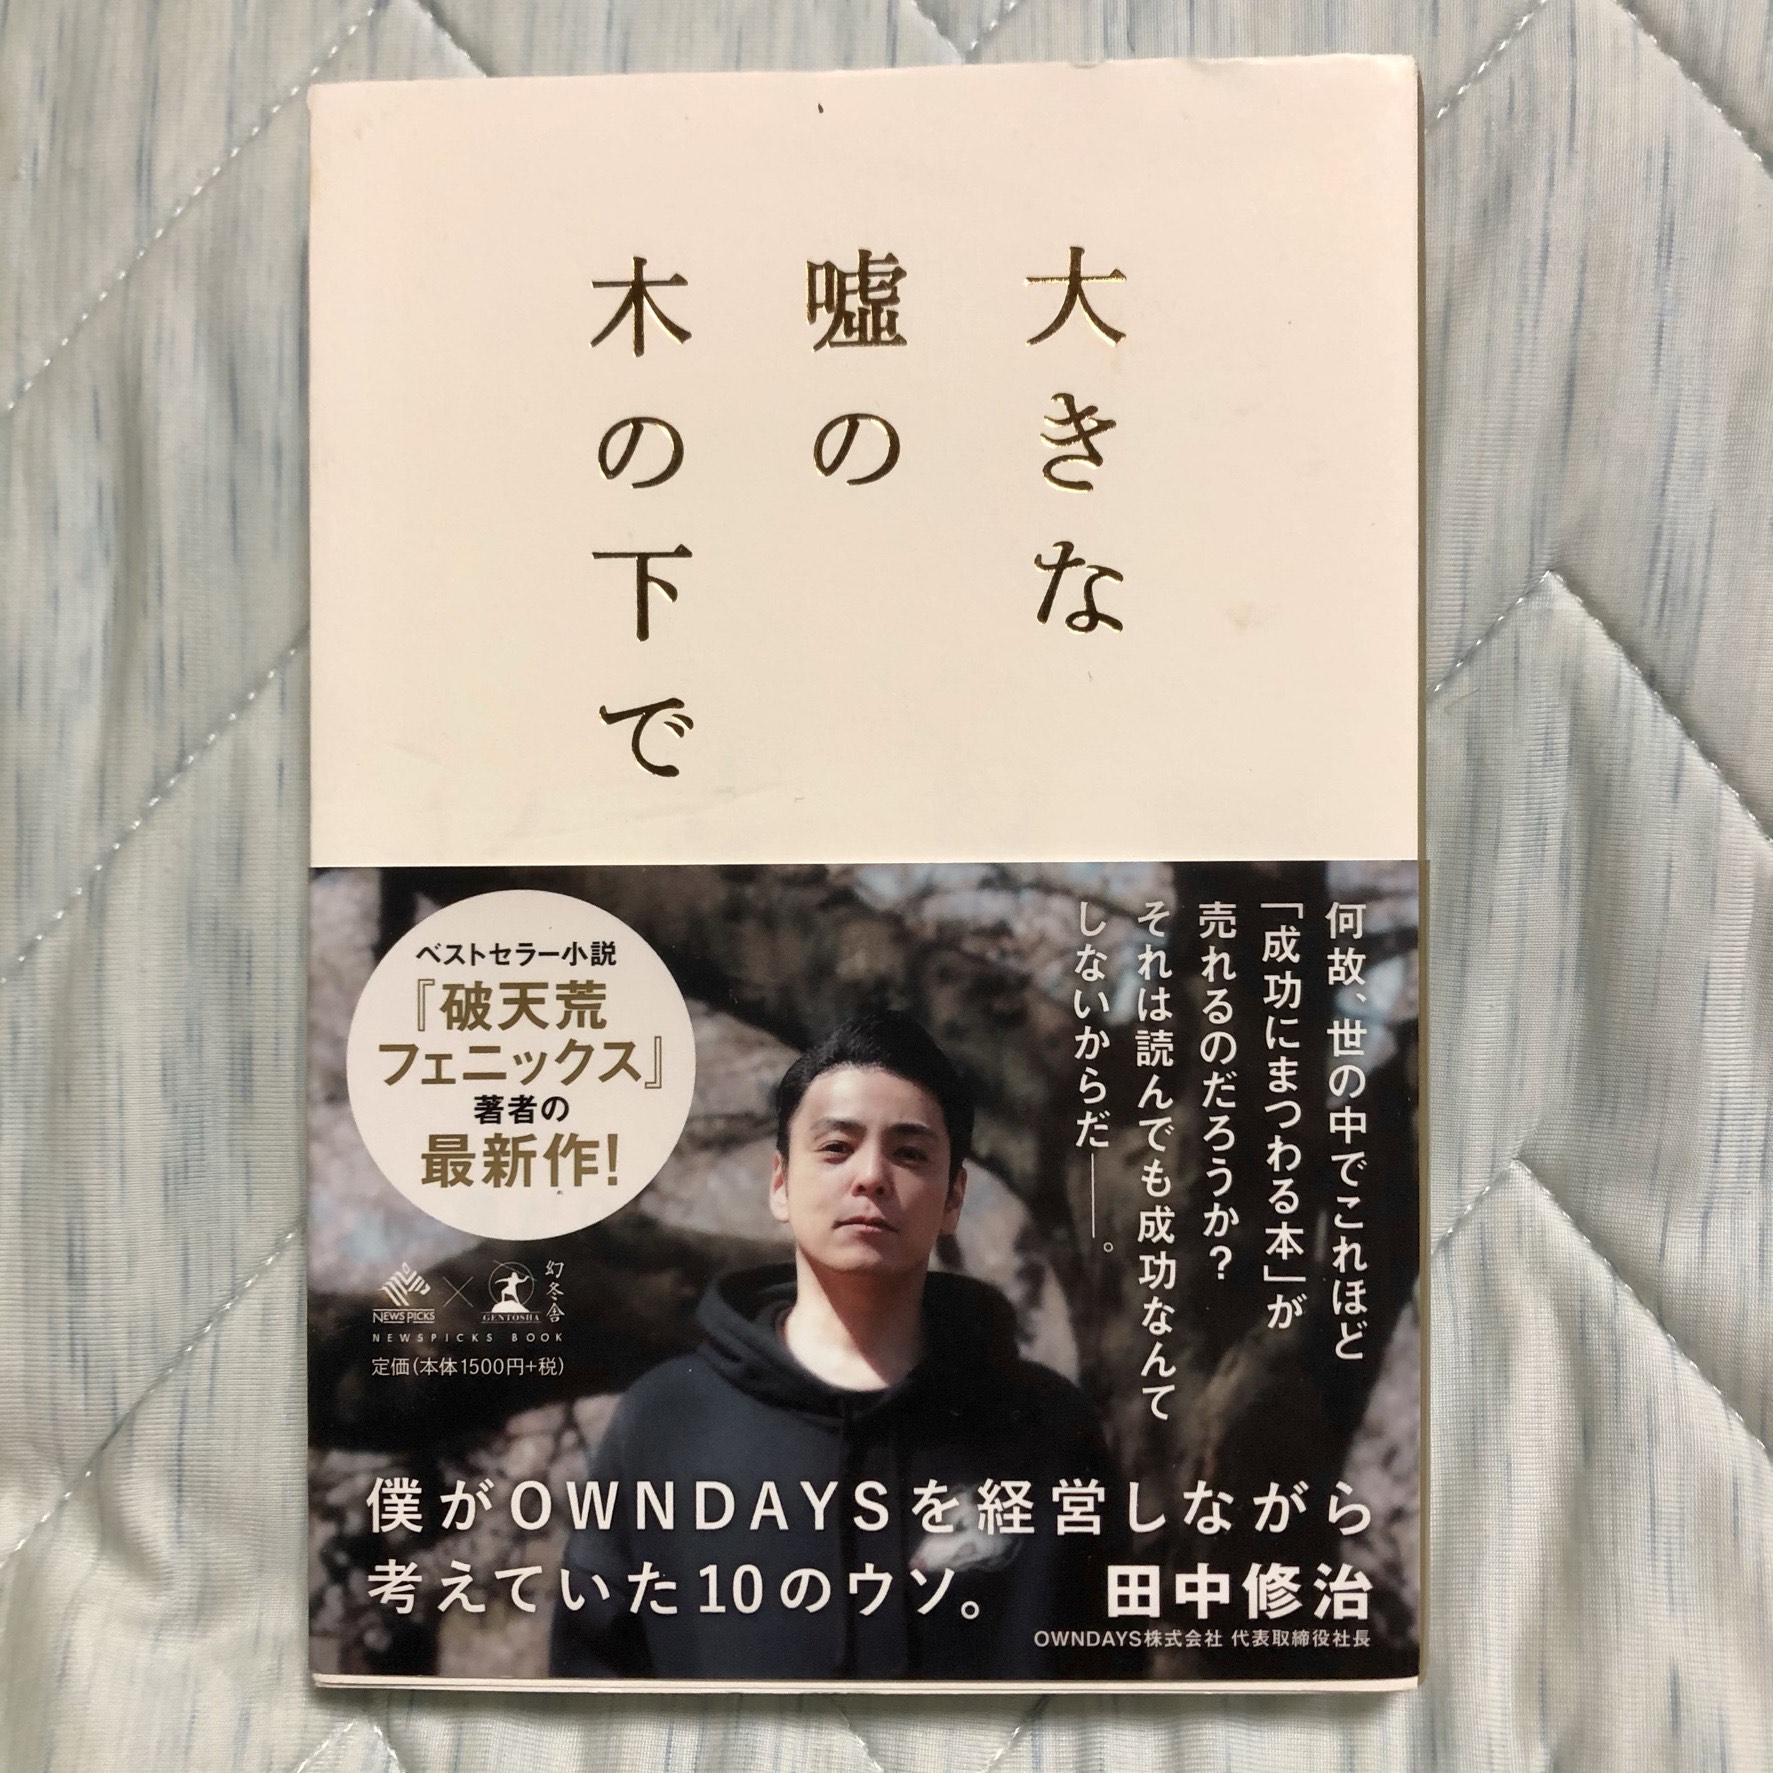 大きな
嘘の
木の下で
何故、世の中でこれほど
「成功にまつわる本」が
売れるのだろうか?
それは読んでも成功なんて
しないからだ――。
ベストセラー小説
『破天荒
フェニックス』
著者の
最新作!
NEWSPICKS
GENTOSHA
幻冬舎
NEWSPICKS BOOK
定価(本体1500円+税)
僕がOWNDAYSを経営しながら
考えていた10のウソ。
田中修治
OWNDAYS株式会社 代表取締役社長